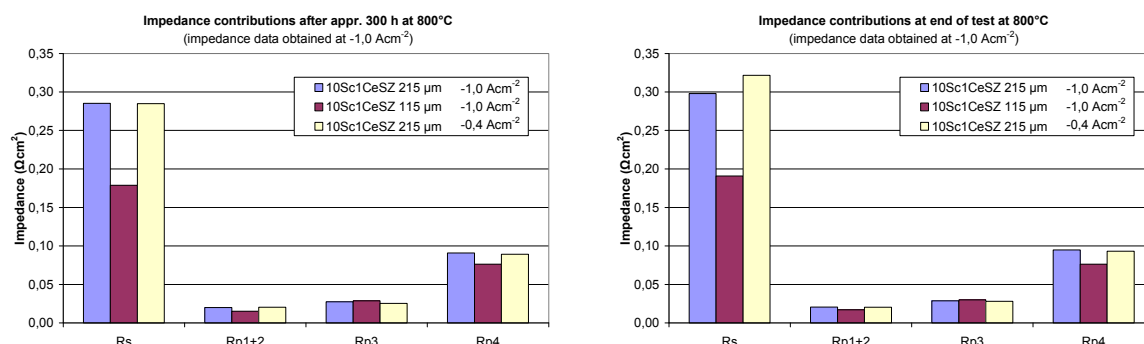 Impedance contributions after appr. 300 h at 800°C
(impedance data obtained at -1,0 Acm⁻²)
Impedance (Ωcm²)
0,35
0,30
0,25
0,20
0,15
0,10
0,05
0,00
10Sc1CeSZ 215 µm -1,0 Acm⁻²
10Sc1CeSZ 115 µm -1,0 Acm⁻²
10Sc1CeSZ 215 µm -0,4 Acm⁻²
Rs Rp1+2 Rp3 Rp4
Impedance contributions at end of test at 800°C
(impedance data obtained at -1,0 Acm⁻²)
Impedance (Ωcm²)
0,35
0,30
0,25
0,20
0,15
0,10
0,05
0,00
10Sc1CeSZ 215 µm -1,0 Acm⁻²
10Sc1CeSZ 115 µm -1,0 Acm⁻²
10Sc1CeSZ 215 µm -0,4 Acm⁻²
Rs Rp1+2 Rp3 Rp4